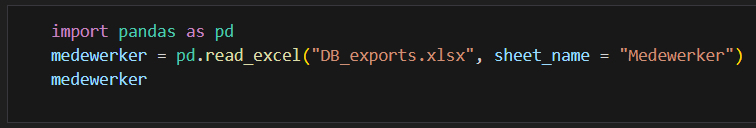 import pandas as pd
medewerker = pd.read_excel("DB_exports.xlsx", sheet_name = "Medewerker")
medewerker